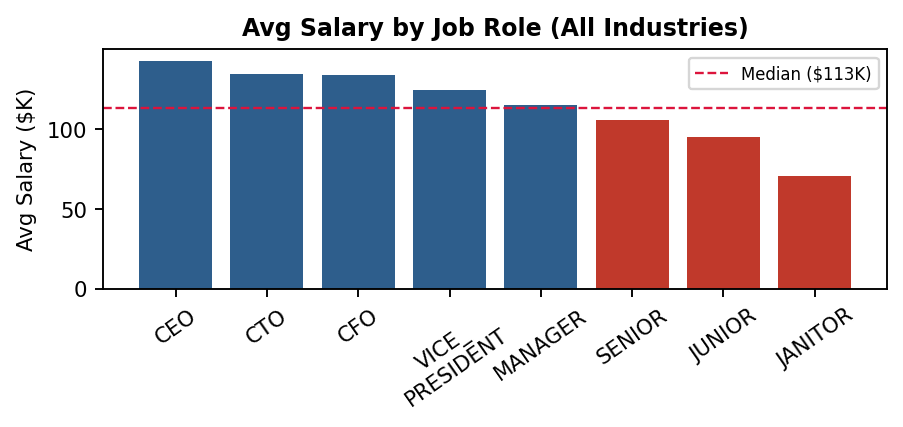 Avg Salary by Job Role (All Industries)
Median ($113K)
Avg Salary ($K)
100
50
0
CEO
CTO
CFO
VICE
PRESIDENT
MANAGER
SENIOR
JUNIOR
JANITOR